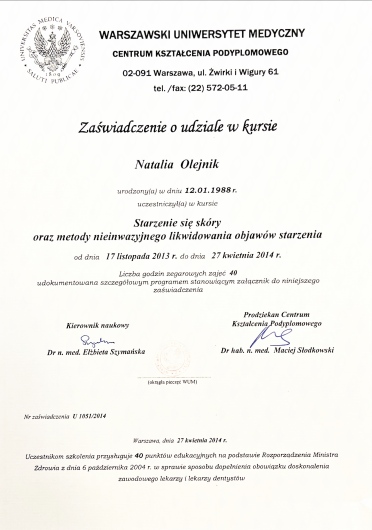 UNIVERSITAS MEDICA VARSOVIENSIS
SALUTI PUBLICAE
1809
WARSZAWSKI UNIWERSYTET MEDYCZNY
CENTRUM KSZTAŁCENIA PODYPLOMOWEGO
02-091 Warszawa, ul. Żwirki i Wigury 61
tel. /fax: (22) 572-05-11
Zaświadczenie o udziale w kursie
Natalia Olejnik
urodzony(a) w dniu 12.01.1988 r.
uczestniczył(a) w kursie
Starzenie się skóry
oraz metody nieinwazyjnego likwidowania objawów starzenia
od dnia 17 listopada 2013 r. do dnia 27 kwietnia 2014 r.
Liczba godzin zegarowych zajęć 40
udokumentowana szczegółowym programem stanowiącym załącznik do niniejszego
zaświadczenia
Kierownik naukowy
Dr n. med. Elżbieta Szymańska
Prodziekan Centrum
Kształcenia Podyplomowego
Dr hab. n. med. Maciej Słodkowski
(okrągła pieczęć WUM)
Nr zaświadczenia U 1051/2014
Warszawa, dnia 27 kwietnia 2014 r.
Uczestnikom szkolenia przysługuje 40 punktów edukacyjnych na podstawie Rozporządzenia Ministra
Zdrowia z dnia 6 października 2004 r. w sprawie sposobu dopełnienia obowiązku doskonalenia
zawodowego lekarzy i lekarzy dentystów